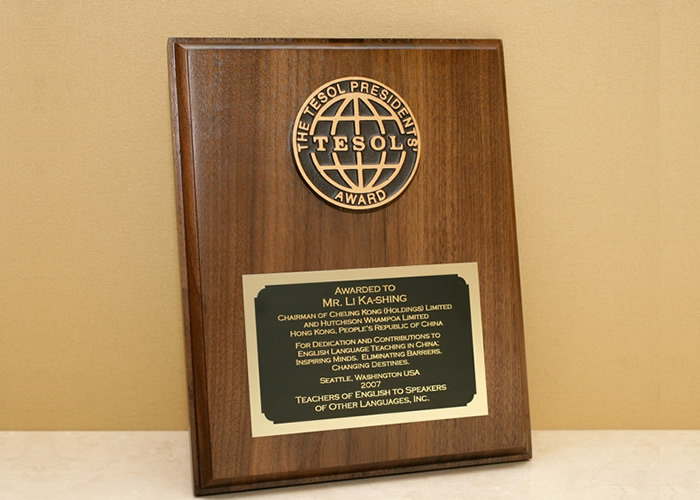 THE TESOL PRESIDENTS'
TESOL
AWARD
AWARDED TO
MR. LI KA-SHING
CHAIRMAN OF CHEUNG KONG (HOLDINGS) LIMITED
AND HUTCHISON WHAMPOA LIMITED
HONG KONG, PEOPLE'S REPUBLIC OF CHINA
FOR DEDICATION AND CONTRIBUTIONS TO
ENGLISH LANGUAGE TEACHING IN CHINA:
INSPIRING MINDS. ELIMINATING BARRIERS.
CHANGING DESTINIES.
SEATTLE, WASHINGTON USA
2007
TEACHERS OF ENGLISH TO SPEAKERS
OF OTHER LANGUAGES, INC.